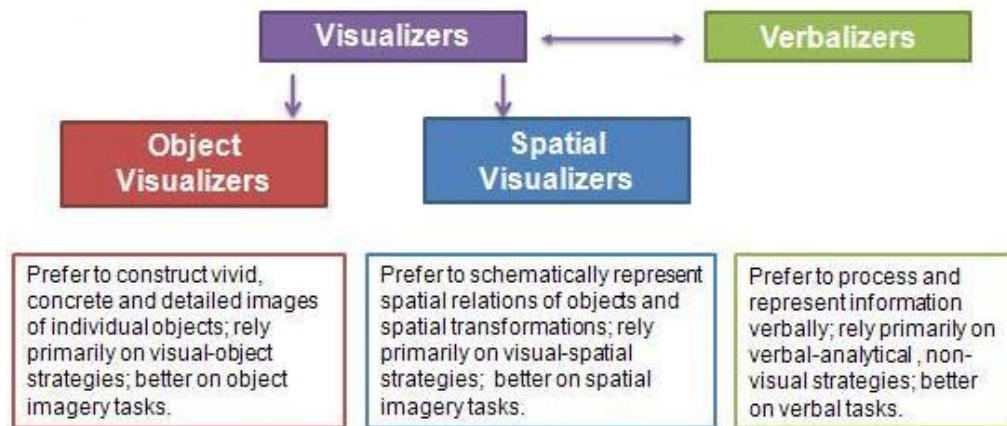 Visualizers
Verbalizers
Object
Visualizers
Spatial
Visualizers
Prefer to construct vivid,
concrete and detailed images
of individual objects; rely
primarily on visual-object
strategies; better on object
imagery tasks.
Prefer to schematically represent
spatial relations of objects and
spatial transformations; rely
primarily on visual-spatial
strategies;  better on spatial
imagery tasks.
Prefer to process and
represent information
verbally; rely primarily on
verbal-analytical , non-
visual strategies; better
on verbal tasks.